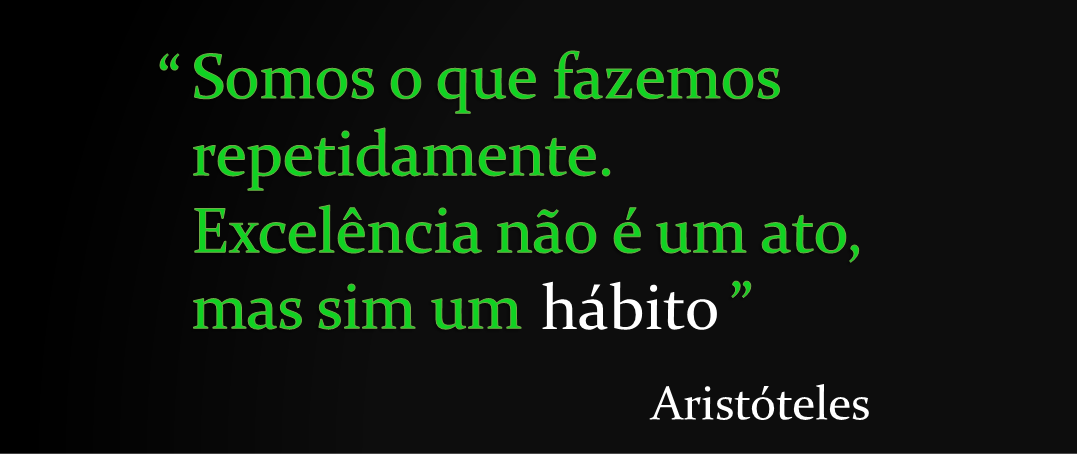 “ Somos o que fazemos
repetidamente.
Excelência não é um ato,
mas sim um hábito ”
Aristóteles